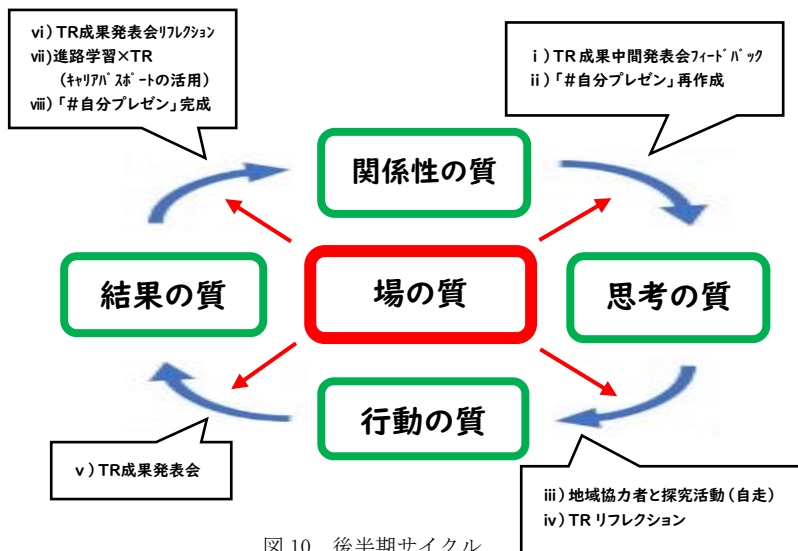 vi）TR成果発表会ﾘﾌﾚｸｼｮﾝ
vii）進路学習×TR
（ｷｬﾘｱﾊﾟｽﾎﾟｰﾄの活用）
viii）「＃自分プレゼン」完成
i）TR成果中間発表会ﾌｨｰﾄﾞﾊﾞｯｸ
ii）「＃自分プレゼン」再作成
関係性の質
結果の質
場の質
思考の質
行動の質
v）TR成果発表会
iii）地域協力者と探究活動（自走）
iv）TRリフレクション
図10　後半期サイクル